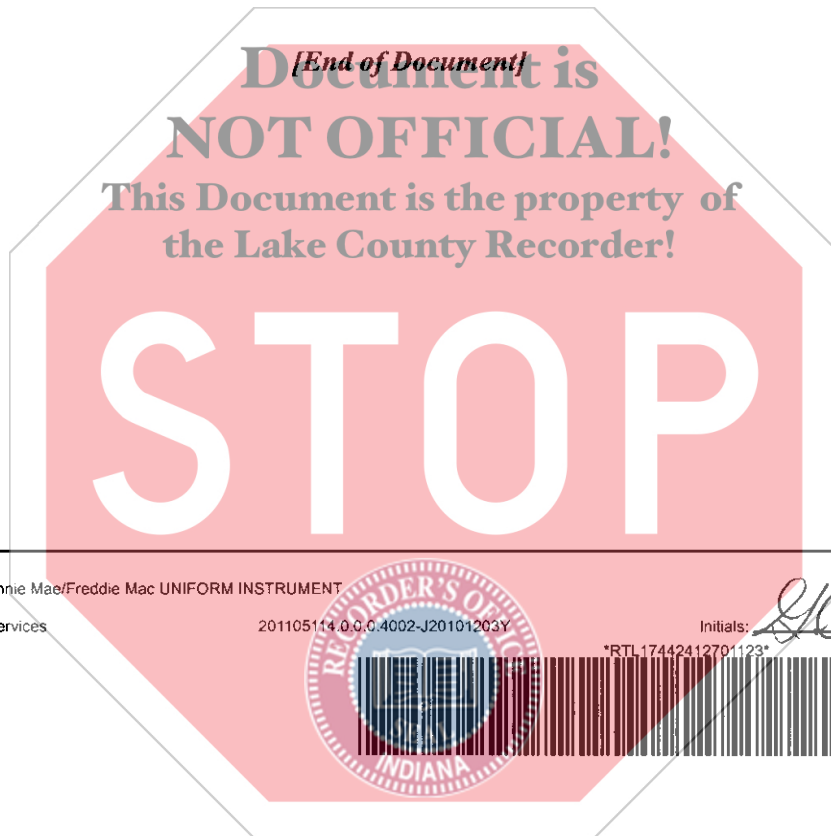 [End of Document]
Document is
NOT OFFICIAL!
This Document is the property of
the Lake County Recorder!
STOP
nnie Mae/Freddie Mac UNIFORM INSTRUMENT
ervices 201105114.0.0.0.4002-J20101203Y Initials:
*RTL17442412701123*
RECORDER'S OFFICE
SEAL
INDIANA